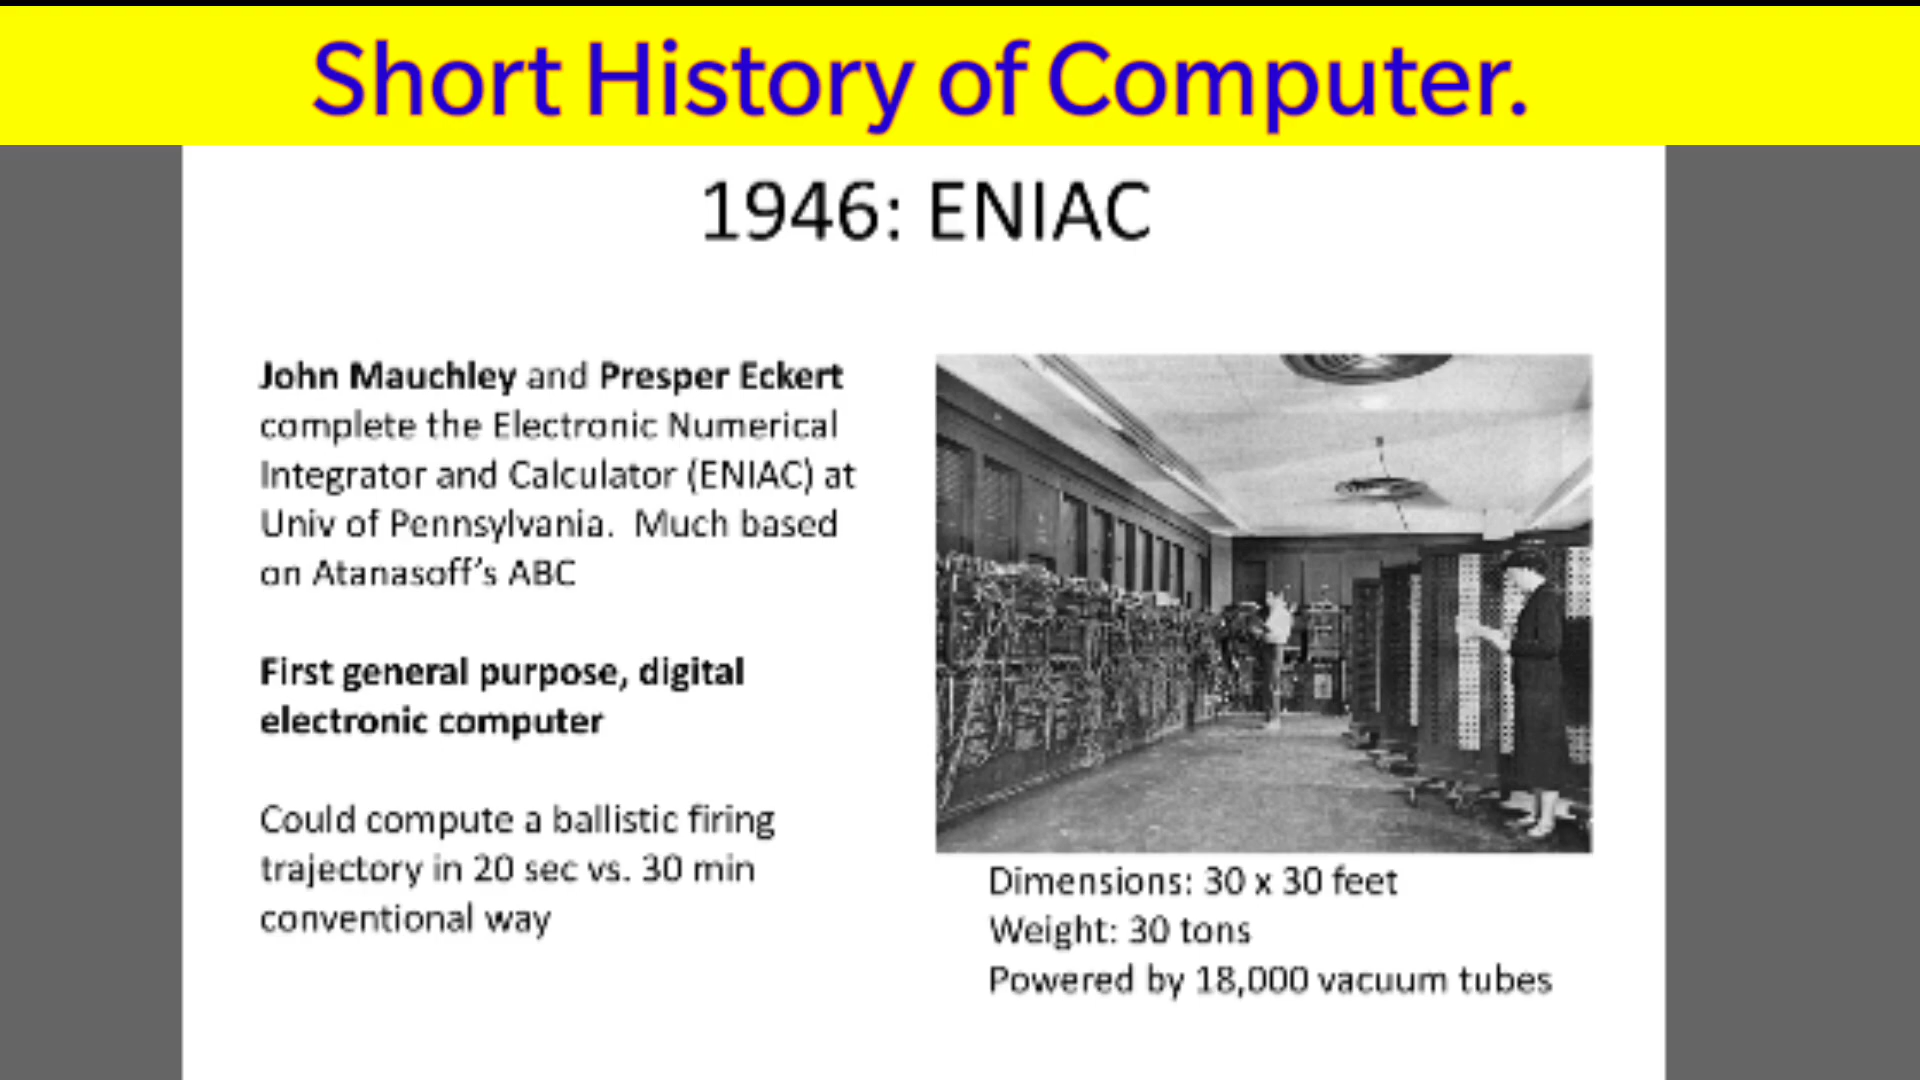 Short History of Computer.
1946: ENIAC
John Mauchley and Presper Eckert
complete the Electronic Numerical
Integrator and Calculator (ENIAC) at
Univ of Pennsylvania.  Much based
on Atanasoff's ABC
First general purpose, digital
electronic computer
Could compute a ballistic firing
trajectory in 20 sec vs. 30 min
conventional way
Dimensions: 30 x 30 feet
Weight: 30 tons
Powered by 18,000 vacuum tubes